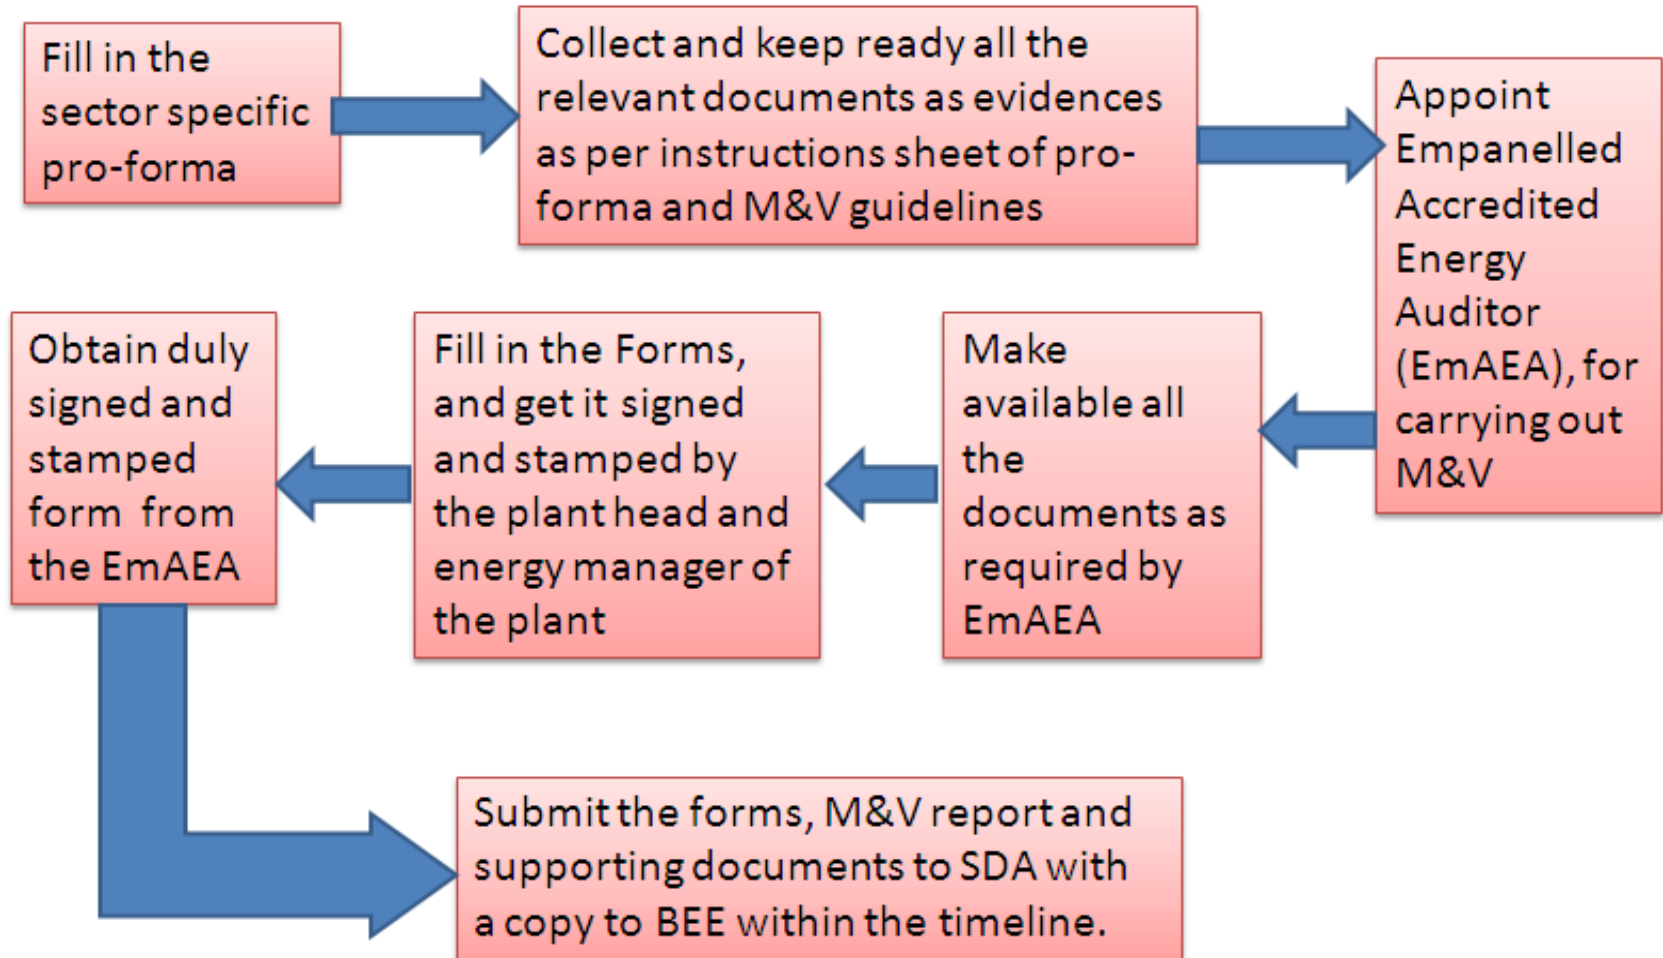 Fill in the
sector specific
pro-forma
Collect and keep ready all the
relevant documents as evidences
as per instructions sheet of pro-
forma and M&V guidelines
Appoint
Empanelled
Accredited
Energy
Auditor
(EmAEA), for
carrying out
M&V
Make
available all
the
documents as
required by
EmAEA
Fill in the Forms,
and get it signed
and stamped by
the plant head and
energy manager of
the plant
Obtain duly
signed and
stamped
form from
the EmAEA
Submit the forms, M&V report and
supporting documents to SDA with
a copy to BEE within the timeline.